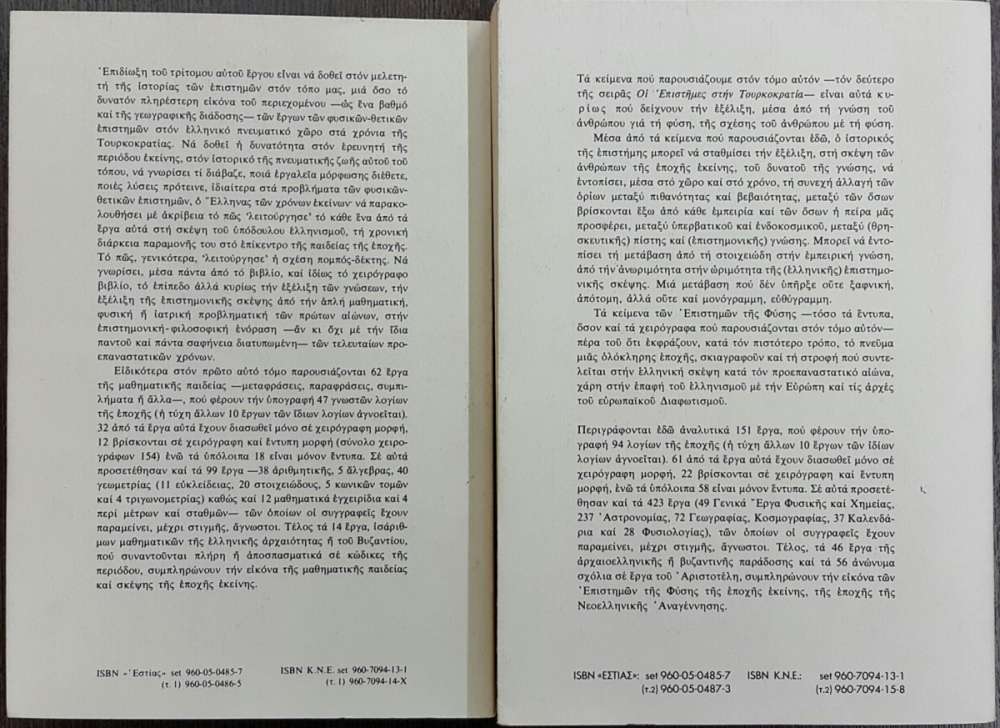 Ἐπιδίωξη τοῦ τρίτομου αὐτοῦ ἔργου εἶναι νά δοθεῖ στόν μελετη-
τή τῆς ἱστορίας τῶν ἐπιστημῶν στόν τόπο μας, μιά ὅσο τό
δυνατόν πληρέστερη εἰκόνα τοῦ περιεχομένου —ὡς ἕνα βαθμό
καί τῆς γεωγραφικῆς διάδοσης— τῶν ἔργων τῶν φυσικῶν-θετικῶν
ἐπιστημῶν στόν ἑλληνικό πνευματικό χῶρο στά χρόνια τῆς
Τουρκοκρατίας. Νά δοθεῖ ἡ δυνατότητα στόν ἐρευνητή τῆς
περιόδου ἐκείνης, στόν ἱστορικό τῆς πνευματικῆς ζωῆς αὐτοῦ τοῦ
τόπου, νά γνωρίσει τί διάβαζε, ποιά ἐργαλεῖα μόρφωσης διέθετε,
ποιές λύσεις πρότεινε, ἰδιαίτερα στά προβλήματα τῶν φυσικῶν-
θετικῶν ἐπιστημῶν, ὁ Ἕλληνας τῶν χρόνων ἐκείνων· νά παρακο-
λουθήσει μέ ἀκρίβεια τό πῶς 'λειτούργησε' τό κάθε ἕνα ἀπό τά
ἔργα αὐτά στή σκέψη τοῦ ὑπόδουλου ἑλληνισμοῦ, τή χρονική
διάρκεια παραμονῆς του στό ἐπίκεντρο τῆς παιδείας τῆς ἐποχῆς.
Τό πῶς, γενικότερα, 'λειτούργησε' ἡ σχέση πομπός-δέκτης. Νά
γνωρίσει, μέσα πάντα ἀπό τό βιβλίο, καί ἰδίως τό χειρόγραφο
βιβλίο, τό ἐπίπεδο ἀλλά κυρίως τήν ἐξέλιξη τῶν γνώσεων, τήν
ἐξέλιξη τῆς ἐπιστημονικῆς σκέψης ἀπό τήν ἁπλή μαθηματική,
φυσική ἤ ἰατρική προβληματική τῶν πρώτων αἰώνων, στήν
ἐπιστημονική-φιλοσοφική ἐνόραση —ἄν κι ὄχι μέ τήν ἴδια
παντοῦ καί πάντα σαφήνεια διατυπωμένη— τῶν τελευταίων προ-
επαναστατικῶν χρόνων.
Εἰδικότερα στόν πρῶτο αὐτό τόμο παρουσιάζονται 62 ἔργα
τῆς μαθηματικῆς παιδείας —μεταφράσεις, παραφράσεις, συμπι-
λήματα ἤ ἄλλα—, πού φέρουν τήν ὑπογραφή 47 γνωστῶν λογίων
τῆς ἐποχῆς (ἡ τύχη ἄλλων 10 ἔργων τῶν ἴδιων λογίων ἀγνοεῖται).
32 ἀπό τά ἔργα αὐτά ἔχουν διασωθεῖ μόνο σέ χειρόγραφη μορφή,
12 βρίσκονται σέ χειρόγραφη καί ἔντυπη μορφή (σύνολο χειρο-
γράφων 154) ἐνῶ τά ὑπόλοιπα 18 εἶναι μόνον ἔντυπα. Σέ αὐτά
προσετέθησαν καί τά 99 ἔργα —38 ἀριθμητικῆς, 5 ἄλγεβρας, 40
γεωμετρίας (11 εὐκλείδειας, 20 στοιχειώδους, 5 κωνικῶν τομῶν
καί 4 τριγωνομετρίας) καθώς καί 12 μαθηματικά ἐγχειρίδια καί 4
περί μέτρων καί σταθμῶν— τῶν ὁποίων οἱ συγγραφεῖς ἔχουν
παραμείνει, μέχρι στιγμῆς, ἄγνωστοι. Τέλος τά 14 ἔργα, ἰσάριθ-
μων μαθηματικῶν τῆς ἑλληνικῆς ἀρχαιότητας ἤ τοῦ Βυζαντίου,
πού συναντοῦνται πλήρη ἤ ἀποσπασματικά σέ κώδικες τῆς
περιόδου, συμπληρώνουν τήν εἰκόνα τῆς μαθηματικῆς παιδείας
καί σκέψης τῆς ἐποχῆς ἐκείνης.
ISBN «Ἑστίας» set 960-05-0485-7
(τ. 1) 960-05-0486-5
ISBN Κ.Ν.Ε. set 960-7094-13-1
(τ. 1) 960-7094-14-X
Τά κείμενα πού παρουσιάζουμε στόν τόμο αὐτόν —τόν δεύτερο
τῆς σειρᾶς Οἱ Ἐπιστῆμες στήν Τουρκοκρατία— εἶναι αὐτά κυ-
ρίως πού δείχνουν τήν ἐξέλιξη, μέσα ἀπό τή γνώση τοῦ
ἀνθρώπου γιά τή φύση, τῆς σχέσης τοῦ ἀνθρώπου μέ τή φύση.
Μέσα ἀπό τά κείμενα πού παρουσιάζονται ἐδῶ, ὁ ἱστορικός
τῆς ἐπιστήμης μπορεῖ νά σταθμίσει τήν ἐξέλιξη, στή σκέψη τῶν
ἀνθρώπων τῆς ἐποχῆς ἐκείνης, τοῦ δυνατοῦ τῆς γνώσης, νά
ἐντοπίσει, μέσα στό χῶρο καί στό χρόνο, τή συνεχή ἀλλαγή τῶν
ὁρίων μεταξύ πιθανότητας καί βεβαιότητας, μεταξύ τῶν ὅσων
βρίσκονται ἔξω ἀπό κάθε ἐμπειρία καί τῶν ὅσων ἡ πείρα μᾶς
προσφέρει, μεταξύ ὑπερβατικοῦ καί ἐνδοκοσμικοῦ, μεταξύ (θρη-
σκευτικῆς) πίστης καί (ἐπιστημονικῆς) γνώσης. Μπορεῖ νά ἐντο-
πίσει τή μετάβαση ἀπό τή στοιχειώδη στήν ἐμπειρική γνώση,
ἀπό τήν ἀνωριμότητα στήν ὡριμότητα τῆς (ἑλληνικῆς) ἐπιστημο-
νικῆς σκέψης. Μιά μετάβαση πού δέν ὑπῆρξε οὔτε ξαφνική,
ἀπότομη, ἀλλά οὔτε καί μονόγραμμη, εὐθύγραμμη.
Τά κείμενα τῶν Ἐπιστημῶν τῆς Φύσης —τόσο τά ἔντυπα,
ὅσον καί τά χειρόγραφα πού παρουσιάζονται στόν τόμο αὐτόν—
πέρα τοῦ ὅτι ἐκφράζουν, κατά τόν πιστότερο τρόπο, τό πνεῦμα
μιᾶς ὁλόκληρης ἐποχῆς, σκιαγραφοῦν καί τή στροφή πού συντε-
λεῖται στήν ἑλληνική σκέψη κατά τόν προεπαναστατικό αἰώνα,
χάρη στήν ἐπαφή τοῦ ἑλληνισμοῦ μέ τήν Εὐρώπη καί τίς ἀρχές
τοῦ εὐρωπαϊκοῦ Διαφωτισμοῦ.
Περιγράφονται ἐδῶ ἀναλυτικά 151 ἔργα, πού φέρουν τήν ὑπο-
γραφή 94 λογίων τῆς ἐποχῆς (ἡ τύχη ἄλλων 10 ἔργων τῶν ἰδίων
λογίων ἀγνοεῖται). 61 ἀπό τά ἔργα αὐτά ἔχουν διασωθεῖ μόνο σέ
χειρόγραφη μορφή, 22 βρίσκονται σέ χειρόγραφη καί ἔντυπη
μορφή, ἐνῶ τά ὑπόλοιπα 58 εἶναι μόνον ἔντυπα. Σέ αὐτά προσετέ-
θησαν καί τά 423 ἔργα (49 Γενικά Ἔργα Φυσικῆς καί Χημείας,
237 Ἀστρονομίας, 72 Γεωγραφίας, Κοσμογραφίας, 37 Καλενδά-
ρια καί 28 Φυσιολογίας), τῶν ὁποίων οἱ συγγραφεῖς ἔχουν
παραμείνει, μέχρι στιγμῆς, ἄγνωστοι. Τέλος, τά 46 ἔργα τῆς
ἀρχαιοελληνικῆς ἤ βυζαντινῆς παράδοσης καί τά 56 ἀνώνυμα
σχόλια σέ ἔργα τοῦ Ἀριστοτέλη, συμπληρώνουν τήν εἰκόνα τῶν
Ἐπιστημῶν τῆς Φύσης τῆς ἐποχῆς ἐκείνης, τῆς ἐποχῆς τῆς
Νεοελληνικῆς Ἀναγέννησης.
ISBN «ΕΣΤΙΑΣ»: set 960-05-0485-7
(τ.2) 960-05-0487-3
ISBN Κ.Ν.Ε.: set 960-7094-13-1
(τ.2) 960-7094-15-8